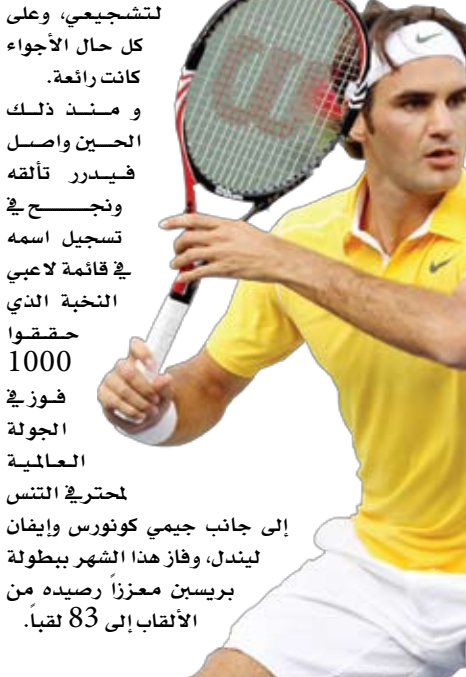 لتشجيعي، وعلى
كل حال الأجواء
كانت رائعة.
و منذ ذلك
الحين واصل
فيدرر تألقه
ونجح في
تسجيل اسمه
في قائمة لاعبي
النخبة الذي
حققوا
1000
فوز في
الجولة
العالمية
لمحترفي التنس
إلى جانب جيمي كونورس وإيفان
ليندل، وفاز هذا الشهر ببطولة
بريسبن معززاً رصيده من
الألقاب إلى 83 لقباً.